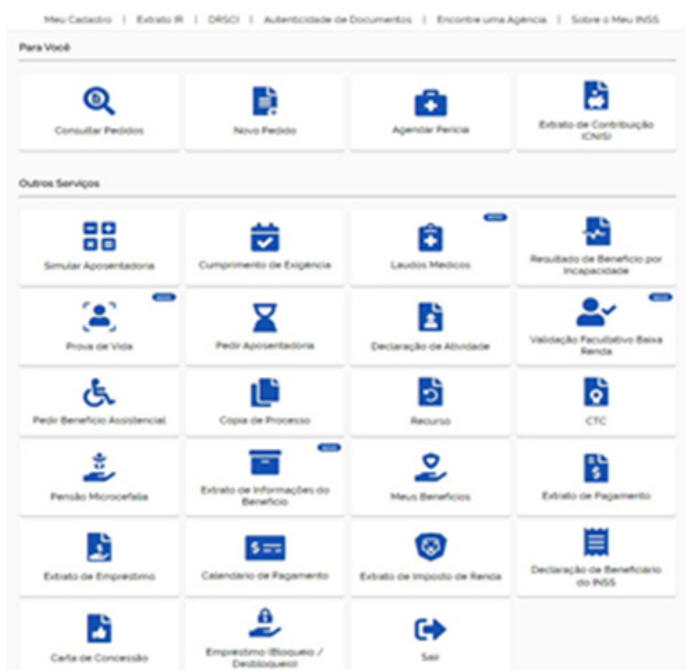 Meu Cadastro | Extrato IR | DRSCI | Autenticidade de Documentos | Encontre uma Agência | Sobre o Meu INSS
Para Você
Consultar Pedidos
Novo Pedido
Agendar Perícia
Extrato de Contribuição
(CNIS)
Outros Serviços
Simular Aposentadoria
Cumprimento de Exigência
Laudos Médicos
Resultado de Benefício por
Incapacidade
Prova de Vida
Pedir Aposentadoria
Declaração de Atividade
Validação Facultativo Baixa
Renda
Pedir Benefício Assistencial
Cópia de Processo
Recurso
CTC
Pensão Microcefalia
Extrato de Informações do
Benefício
Meus Benefícios
Extrato de Pagamento
Extrato de Empréstimo
Calendário de Pagamento
Extrato de Imposto de Renda
Declaração de Beneficiário
do INSS
Carta de Concessão
Empréstimo (Bloqueio /
Desbloqueio)
Sair